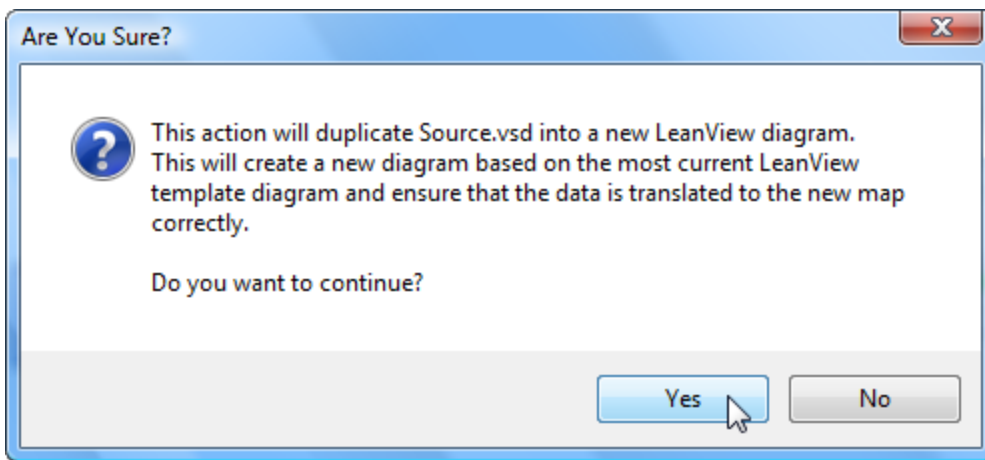 Are You Sure?
This action will duplicate Source.vsd into a new LeanView diagram.
This will create a new diagram based on the most current LeanView
template diagram and ensure that the data is translated to the new map
correctly.
Do you want to continue?
Yes
No